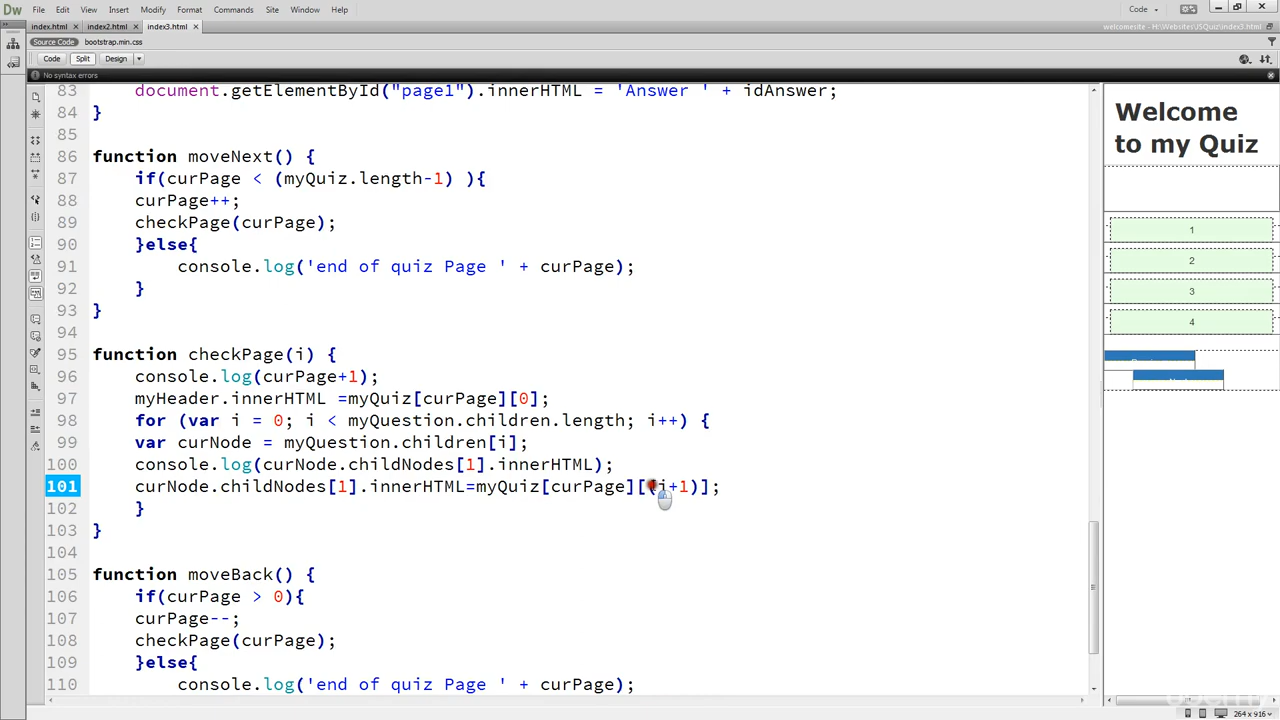 Dw File Edit View Insert Modify Format Commands Site Window Help Code
index.html × index2.html × index3.html × welcomesite - H:\Websites\JSQuiz\index3.html
Source Code bootstrap.min.css
Code Split Design
No syntax errors
83 document.getElementById("page1").innerHTML = 'Answer ' + idAnswer;
84 }
85
86 function moveNext() {
87 if(curPage < (myQuiz.length-1) ){
88 curPage++;
89 checkPage(curPage);
90 }else{
91 console.log('end of quiz Page ' + curPage);
92 }
93 }
94
95 function checkPage(i) {
96 console.log(curPage+1);
97 myHeader.innerHTML =myQuiz[curPage][0];
98 for (var i = 0; i < myQuestion.children.length; i++) {
99 var curNode = myQuestion.children[i];
100 console.log(curNode.childNodes[1].innerHTML);
101 curNode.childNodes[1].innerHTML=myQuiz[curPage][(i+1)];
102 }
103 }
104
105 function moveBack() {
106 if(curPage > 0){
107 curPage--;
108 checkPage(curPage);
109 }else{
110 console.log('end of quiz Page ' + curPage);
Welcome
to my Quiz
1
2
3
4
264 x 916